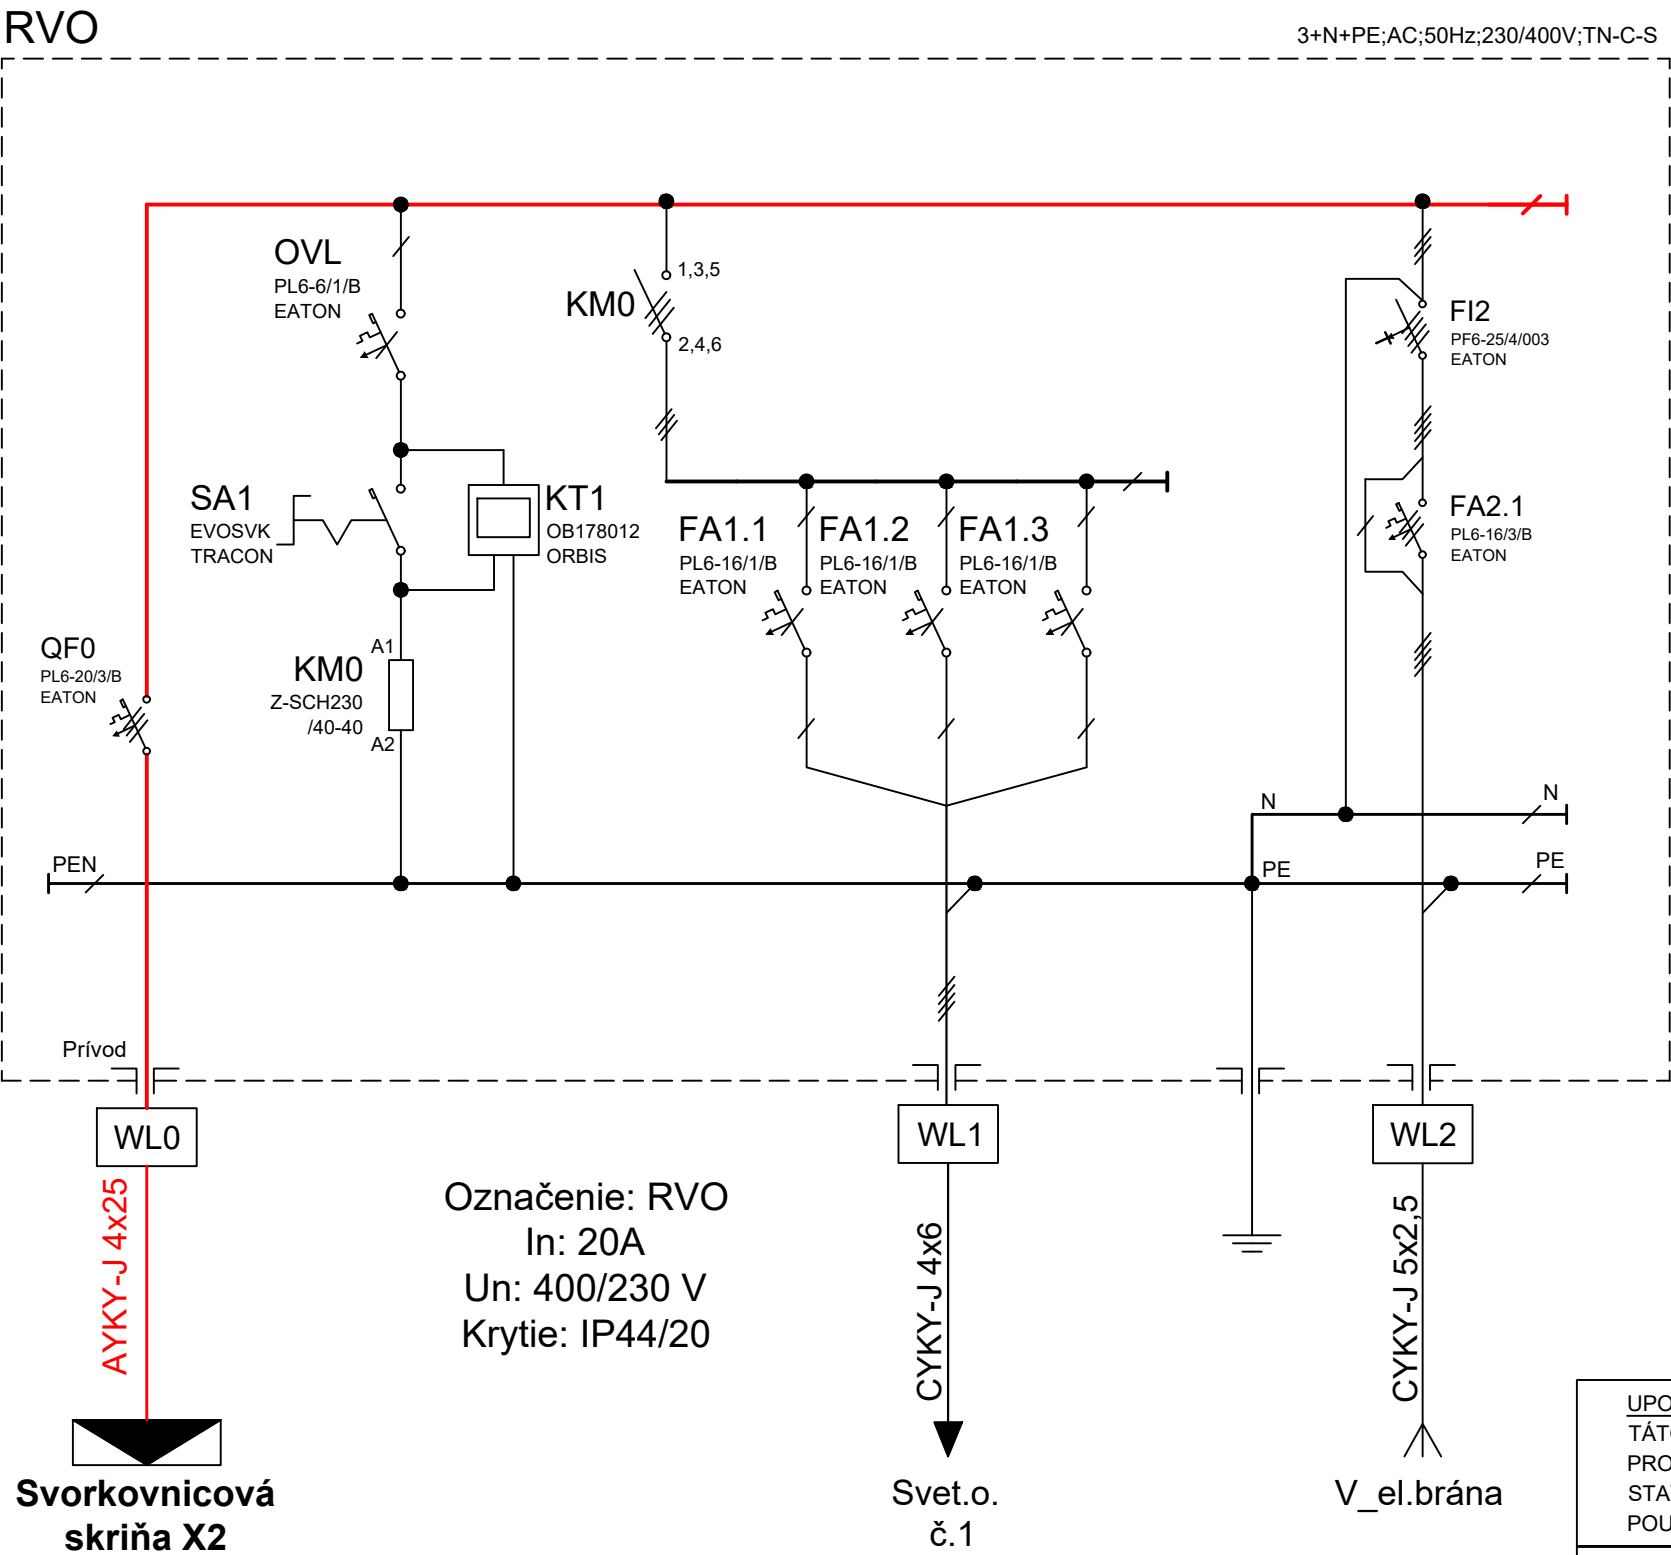 RVO
3+N+PE;AC;50Hz;230/400V;TN-C-S
OVL
PL6-6/1/B
EATON
KM0
1,3,5
2,4,6
FI2
PF6-25/4/003
EATON
SA1
EVOSVK
TRACON
KT1
OB178012
ORBIS
FA1.1
PL6-16/1/B
EATON
FA1.2
PL6-16/1/B
EATON
FA1.3
PL6-16/1/B
EATON
FA2.1
PL6-16/3/B
EATON
QF0
PL6-20/3/B
EATON
A1
KM0
Z-SCH230
/40-40
A2
N
N
PEN
PE
PE
Prívod
WL0
WL1
WL2
AYKY-J 4x25
Označenie: RVO
In: 20A
Un: 400/230 V
Krytie: IP44/20
CYKY-J 4x6
CYKY-J 5x2,5
Svorkovnicová
skriňa X2
Svet.o.
č.1
V_el.brána
UPO
PRO
POU